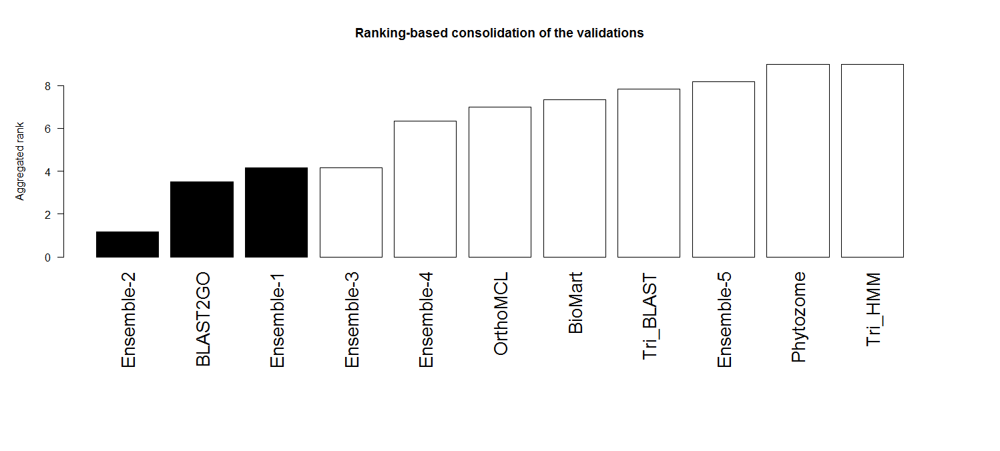 Ranking-based consolidation of the validations
Aggregated rank
8
6
4
2
0
Ensemble-2
BLAST2GO
Ensemble-1
Ensemble-3
Ensemble-4
OrthoMCL
BioMart
Tri_BLAST
Ensemble-5
Phytozome
Tri_HMM